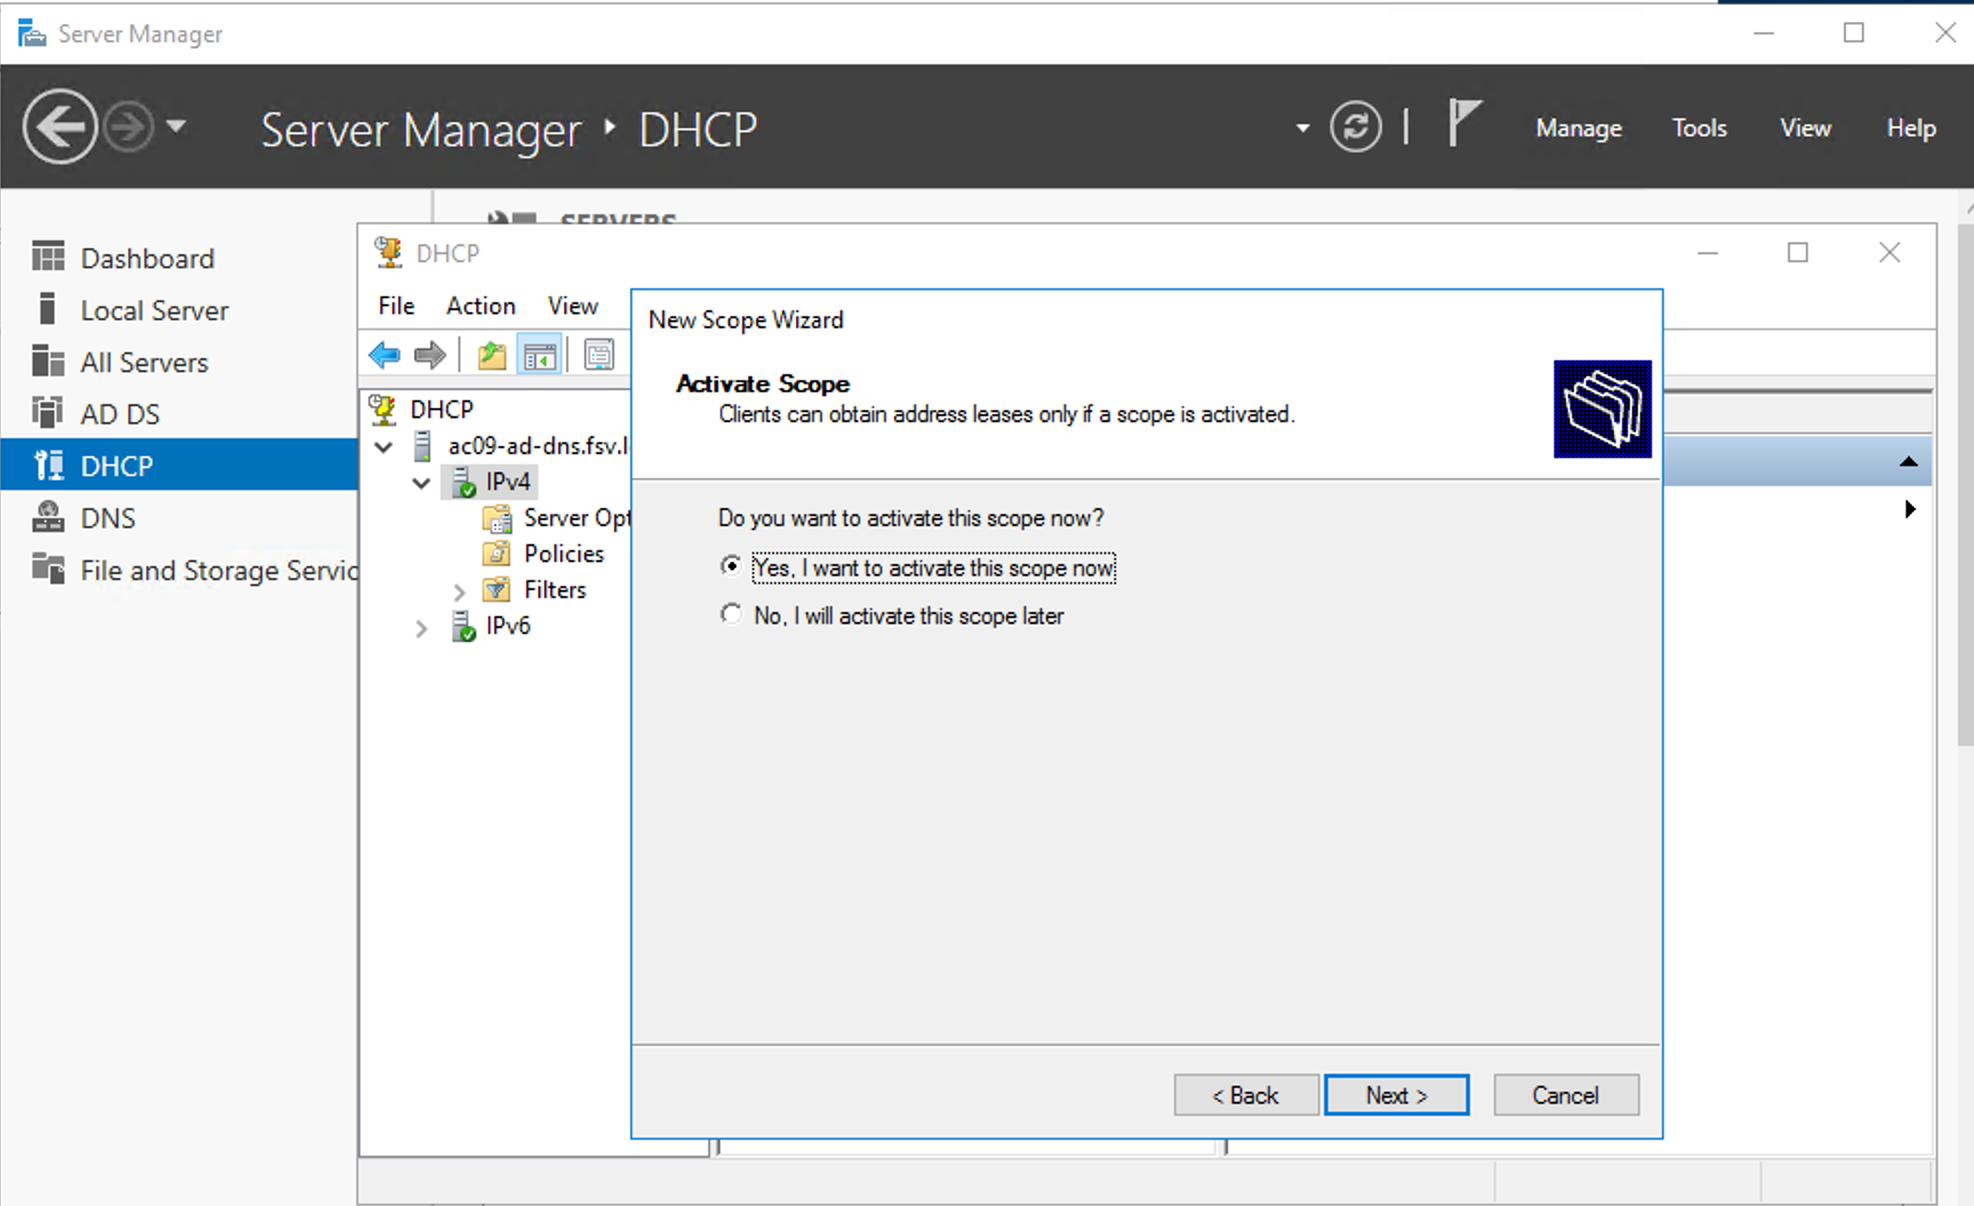 Server Manager
Server Manager DHCP
Manage Tools View Help
Dashboard
Local Server
All Servers
AD DS
DHCP
DNS
File and Storage Servic
SERVERS
DHCP
File Action View
DHCP
ac09-ad-dns.fsv.l
IPv4
Server Opt
Policies
Filters
IPv6
New Scope Wizard
Activate Scope
Clients can obtain address leases only if a scope is activated.
Do you want to activate this scope now?
Yes, I want to activate this scope now
No, I will activate this scope later
< Back Next > Cancel